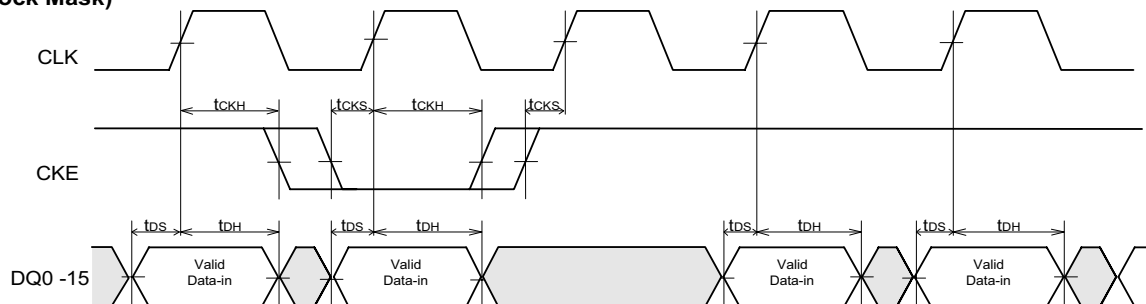 ock Mask)
CLK
tCKH tCKS tCKH tCKS
CKE
tDS tDH tDS tDH tDS tDH tDS tDH
DQ0 -15
Valid
Data-in
Valid
Data-in
Valid
Data-in
Valid
Data-in